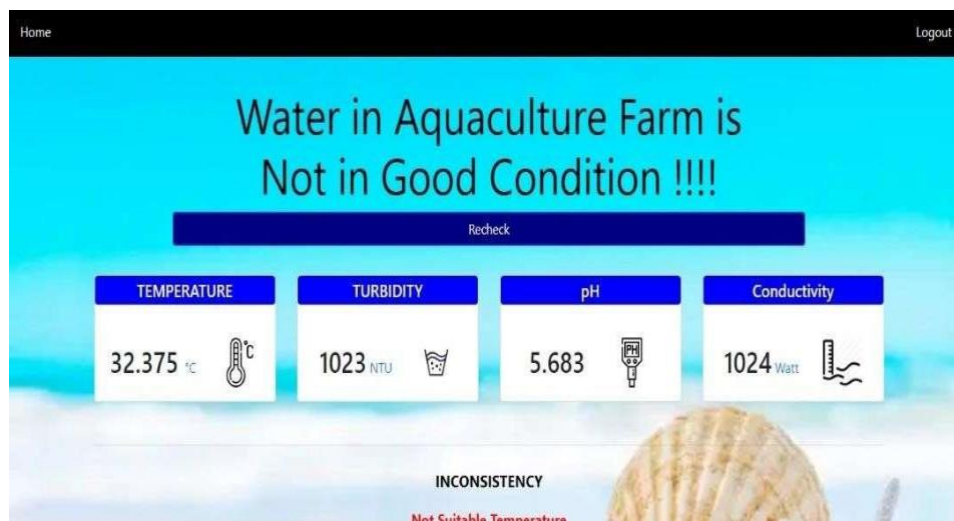 Home
Logout
Water in Aquaculture Farm is
Not in Good Condition !!!!
Recheck
TEMPERATURE
TURBIDITY
pH
Conductivity
32.375 °C
°C
1023 NTU
5.683
PH
1024 Watt
INCONSISTENCY
Not Suitable Temperature